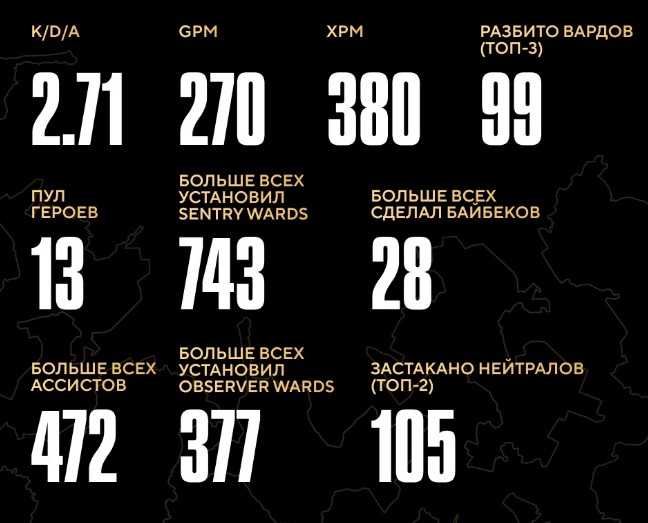 K/D/A
2.71
GPM
270
XPM
380
РАЗБИТО ВАРДОВ
(ТОП-3)
99
ПУЛ
ГЕРОЕВ
13
БОЛЬШЕ ВСЕХ
УСТАНОВИЛ
SENTRY WARDS
743
БОЛЬШЕ ВСЕХ
СДЕЛАЛ БАЙБЕКОВ
28
БОЛЬШЕ ВСЕХ
АССИСТОВ
472
БОЛЬШЕ ВСЕХ
УСТАНОВИЛ
OBSERVER WARDS
377
ЗАСТАКАНО НЕЙТРАЛОВ
(ТОП-2)
105